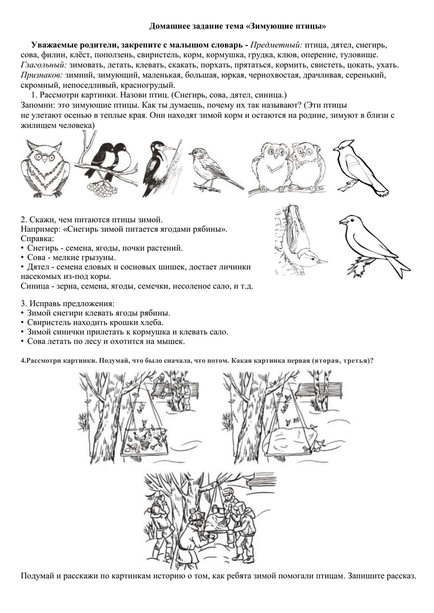 Домашнее задание тема «Зимующие птицы»
Уважаемые родители, закрепите с малышом словарь - Предметный: птица, дятел, снегирь,
сова, филин, клёст, поползень, свиристель, корм, кормушка, грудка, клюв, оперение, туловище.
Глагольный: зимовать, летать, клевать, скакать, порхать, прятаться, кормить, свистеть, цокать, ухать.
Признаков: зимний, зимующий, маленькая, большая, юркая, чернохвостая, драчливая, серенький,
скромный, непоседливый, красногрудый.
1. Рассмотри картинки. Назови птиц. (Снегирь, сова, дятел, синица.)
Запомни: это зимующие птицы. Как ты думаешь, почему их так называют? (Эти птицы
не улетают осенью в теплые края. Они находят зимой корм и остаются на родине, зимуют в близи с
жилищем человека)
2. Скажи, чем питаются птицы зимой.
Например: «Снегирь зимой питается ягодами рябины».
Справка:
• Снегирь - семена, ягоды, почки растений.
• Сова - мелкие грызуны.
• Дятел - семена еловых и сосновых шишек, достает личинки
насекомых из-под коры.
Синица - зерна, семена, ягоды, семечки, несоленое сало, и т.д.
3. Исправь предложения:
• Зимой снегири клевать ягоды рябины.
• Свиристель находить крошки хлеба.
• Зимой синички прилетать к кормушка и клевать сало.
• Сова летать по лесу и охотится на мышек.
4.Рассмотри картинки. Подумай, что было сначала, что потом. Какая картинка первая (вторая, третья)?
Подумай и расскажи по картинкам историю о том, как ребята зимой помогали птицам. Запишите рассказ.